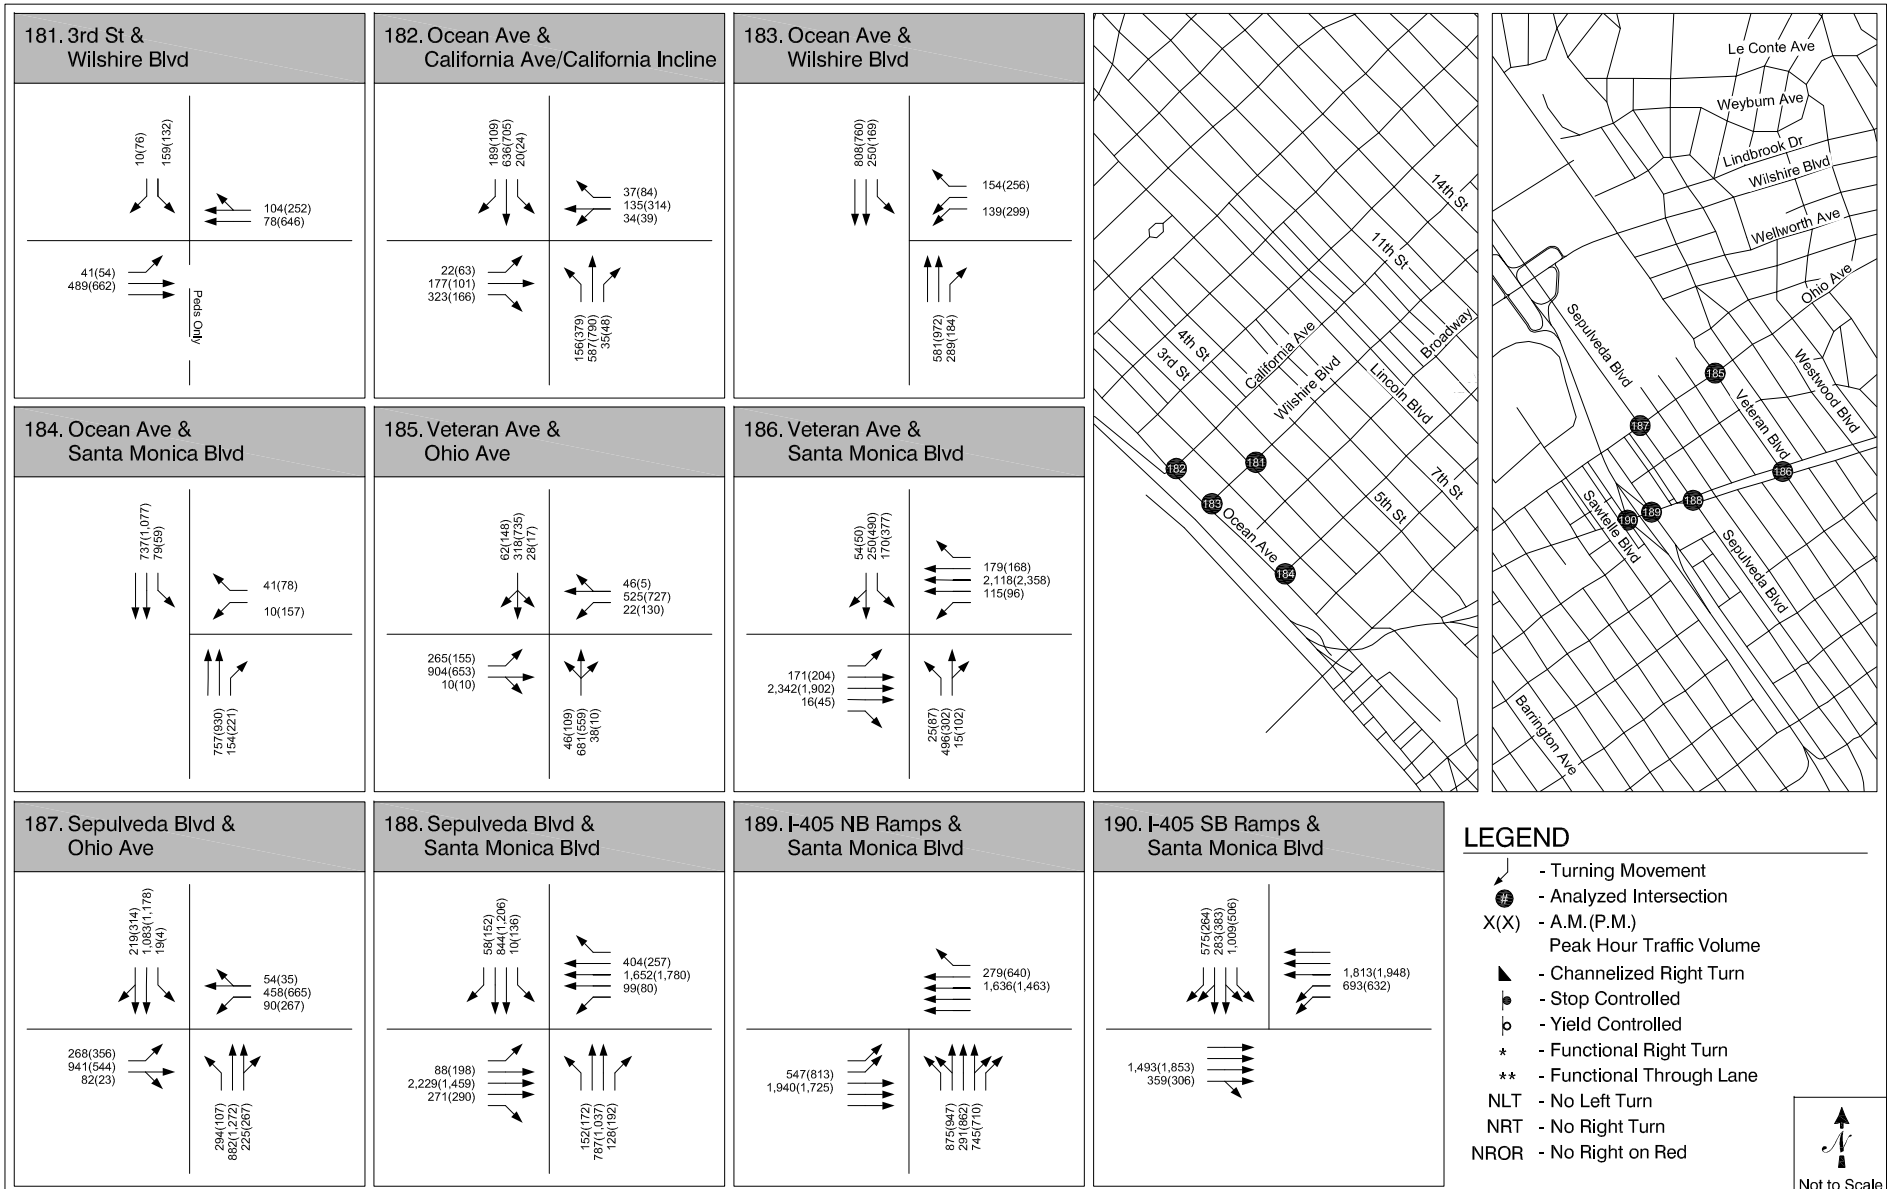 181. 3rd St &
Wilshire Blvd
10(76)
159(132)
104(252)
78(646)
41(54)
489(662)
Peds Only
182. Ocean Ave &
California Ave/California Incline
189(109)
636(705)
20(24)
37(84)
135(314)
34(39)
22(63)
177(101)
323(166)
156(379)
587(790)
35(48)
183. Ocean Ave &
Wilshire Blvd
808(760)
250(169)
154(256)
139(299)
581(972)
289(184)
184. Ocean Ave &
Santa Monica Blvd
737(1,077)
79(59)
41(78)
10(157)
757(930)
154(221)
185. Veteran Ave &
Ohio Ave
62(148)
318(735)
28(17)
46(5)
525(727)
22(130)
265(155)
904(653)
10(10)
46(109)
681(559)
38(10)
186. Veteran Ave &
Santa Monica Blvd
54(50)
250(490)
170(377)
179(168)
2,118(2,358)
115(96)
171(204)
2,342(1,902)
16(45)
25(87)
496(302)
15(102)
187. Sepulveda Blvd &
Ohio Ave
219(314)
1,083(1,178)
19(4)
54(35)
458(665)
90(267)
268(356)
941(544)
82(23)
294(107)
882(1,272)
225(267)
188. Sepulveda Blvd &
Santa Monica Blvd
58(152)
844(1,206)
10(136)
404(257)
1,652(1,780)
99(80)
88(198)
2,229(1,459)
271(290)
152(172)
787(1,037)
128(192)
189. I-405 NB Ramps &
Santa Monica Blvd
279(640)
1,636(1,463)
547(813)
1,940(1,725)
875(947)
291(862)
745(710)
190. I-405 SB Ramps &
Santa Monica Blvd
575(264)
283(383)
1,009(506)
1,813(1,948)
693(632)
1,493(1,853)
359(306)
14th St
11th St
Broadway
California Ave
4th St
3rd St
Wilshire Blvd
Lincoln Blvd
7th St
5th St
Ocean Ave
181
182
183
184
Le Conte Ave
Weyburn Ave
Lindbrook Dr
Wilshire Blvd
Wellworth Ave
Ohio Ave
Sepulveda Blvd
Westwood Blvd
Veteran Blvd
Sawtelle Blvd
Sepulveda Blvd
Barrington Ave
185
187
186
188
189
190
LEGEND
- Turning Movement
# - Analyzed Intersection
X(X) - A.M.(P.M.)
Peak Hour Traffic Volume
- Channelized Right Turn
- Stop Controlled
- Yield Controlled
* - Functional Right Turn
** - Functional Through Lane
NLT - No Left Turn
NRT - No Right Turn
NROR - No Right on Red
N
Not to Scale